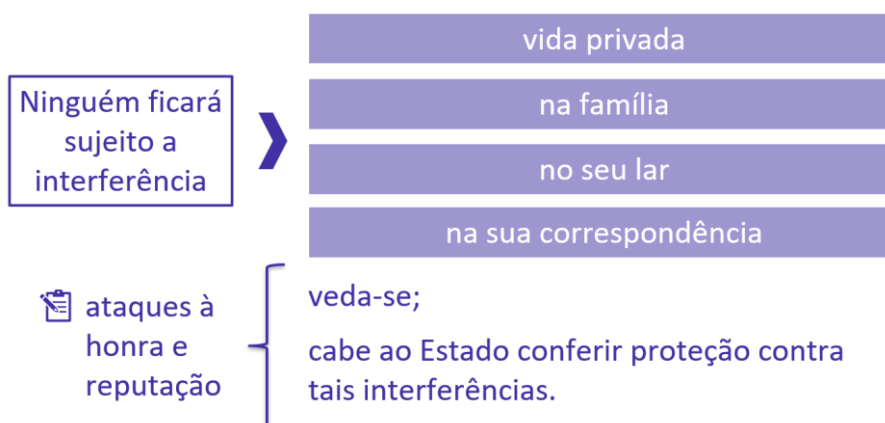 Ninguém ficará
sujeito a
interferência
vida privada
na família
no seu lar
na sua correspondência
ataques à
honra e
reputação
veda-se;
cabe ao Estado conferir proteção contra
tais interferências.